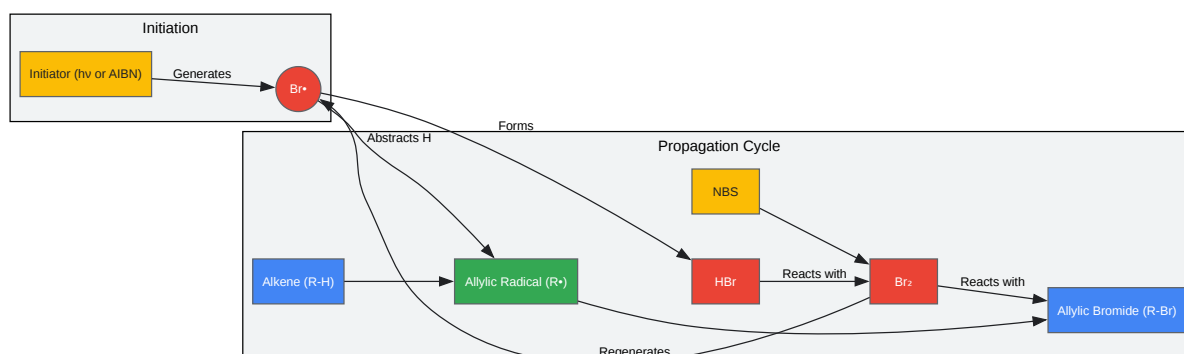 Initiation
Initiator (hν or AIBN)
Generates
Br•
Forms
Abstracts H
Propagation Cycle
NBS
Alkene (R-H)
Allylic Radical (R•)
HBr
Reacts with
Br₂
Reacts with
Allylic Bromide (R-Br)
Regenerates